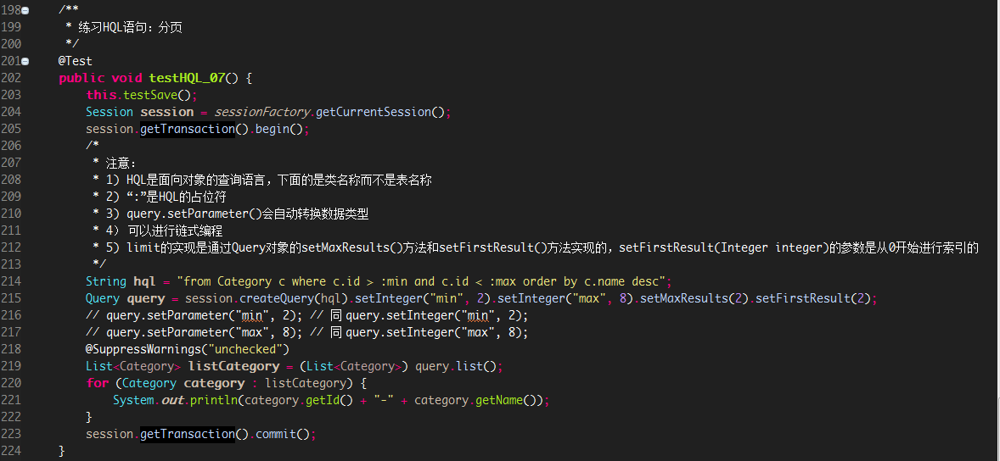 198 /**
199 * 练习HQL语句：分页
200 */
201 @Test
202 public void testHQL_07() {
203 this.testSave();
204 Session session = sessionFactory.getCurrentSession();
205 session.getTransaction().begin();
206 /*
207 * 注意：
208 * 1) HQL是面向对象的查询语言，下面的是类名称而不是表名称
209 * 2) “:”是HQL的占位符
210 * 3) query.setParameter()会自动转换数据类型
211 * 4) 可以进行链式编程
212 * 5) limit的实现是通过Query对象的setMaxResults()方法和setFirstResult()方法实现的，setFirstResult(Integer integer)的参数是从0开始进行索引的
213 */
214 String hql = "from Category c where c.id > :min and c.id < :max order by c.name desc";
215 Query query = session.createQuery(hql).setInteger("min", 2).setInteger("max", 8).setMaxResults(2).setFirstResult(2);
216 // query.setParameter("min", 2); // 同 query.setInteger("min", 2);
217 // query.setParameter("max", 8); // 同 query.setInteger("max", 8);
218 @SuppressWarnings("unchecked")
219 List<Category> listCategory = (List<Category>) query.list();
220 for (Category category : listCategory) {
221 System.out.println(category.getId() + "-" + category.getName());
222 }
223 session.getTransaction().commit();
224 }